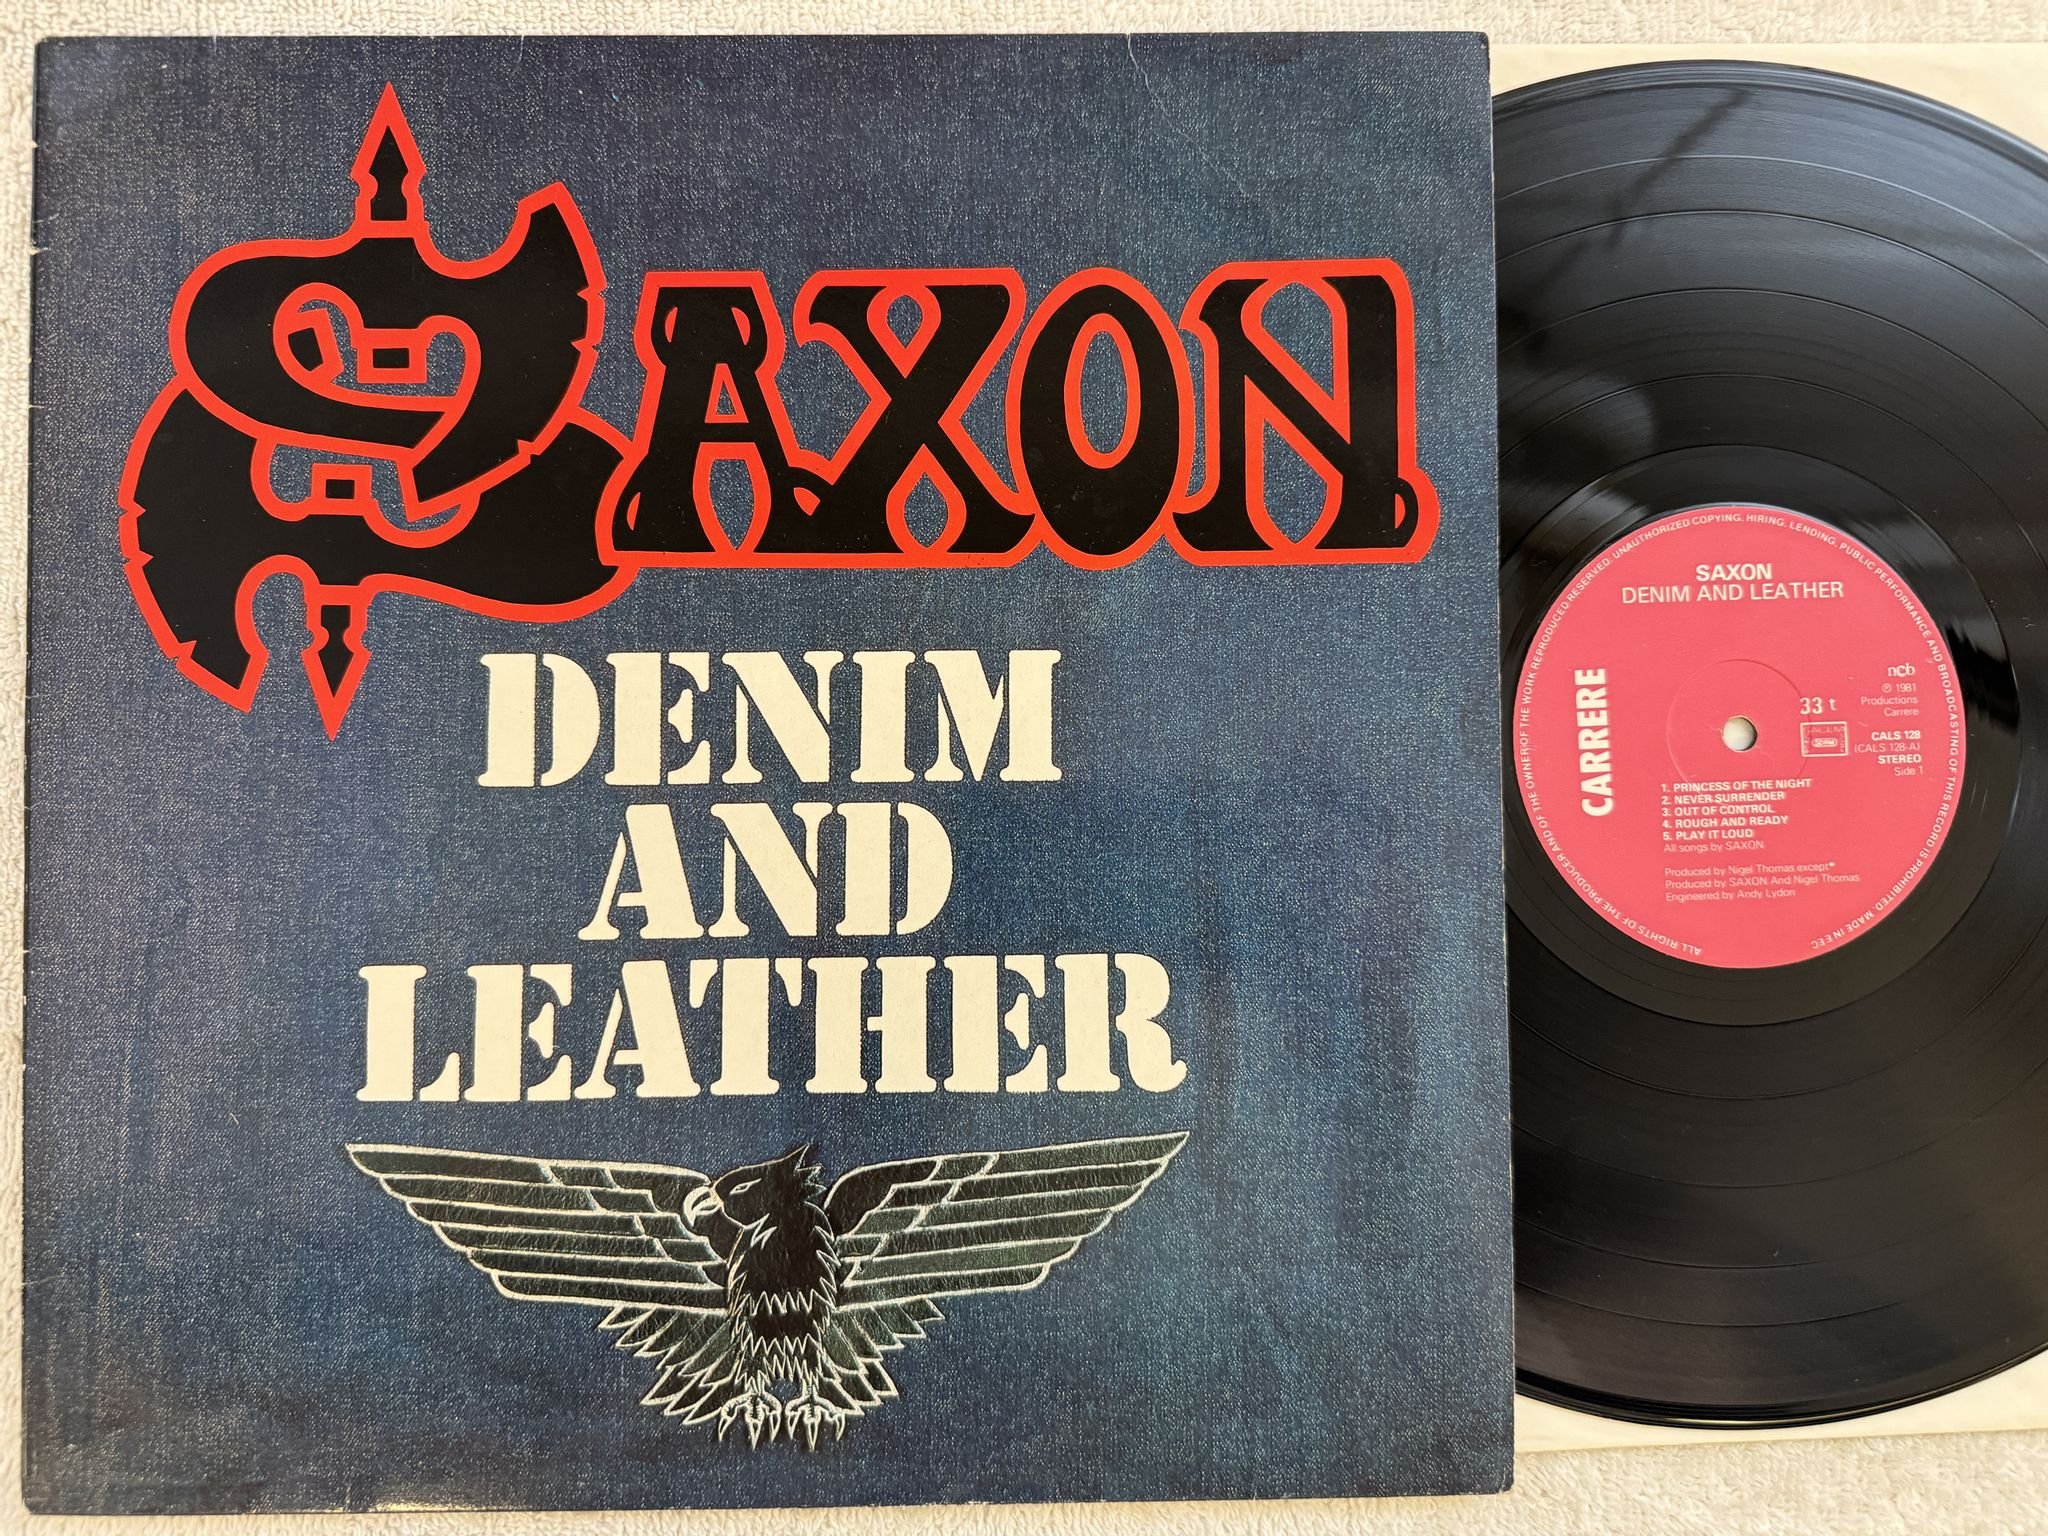 SAXON
DENIM
AND
LEATHER
ALL RIGHTS OF THE PRODUCER AND OF THE OWNER OF THE WORK REPRODUCED RESERVED. UNAUTHORIZED COPYING. HIRING. LENDING. PUBLIC PERFORMANCE AND BROADCASTING OF THIS RECORD IS PROHIBITED. MADE IN EEC.
SAXON
DENIM AND LEATHER
CARRERE
ncb
℗ 1981
Productions
Carrere
33 t
SACEM
SDRM
CALS 128
(CALS 128-A)
STEREO
Side 1
1. PRINCESS OF THE NIGHT
2. NEVER SURRENDER
3. OUT OF CONTROL
4. ROUGH AND READY
5. PLAY IT LOUD
All songs by SAXON
Produced by Nigel Thomas except*
Produced by SAXON And Nigel Thomas
Engineered by Andy Lydon